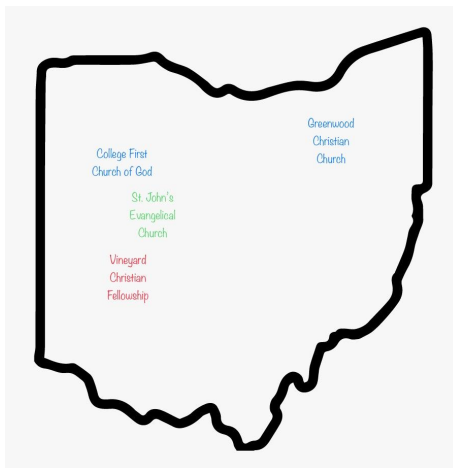 Greenwood
Christian
Church
College First
Church of God
St. John's
Evangelical
Church
Vineyard
Christian
Fellowship